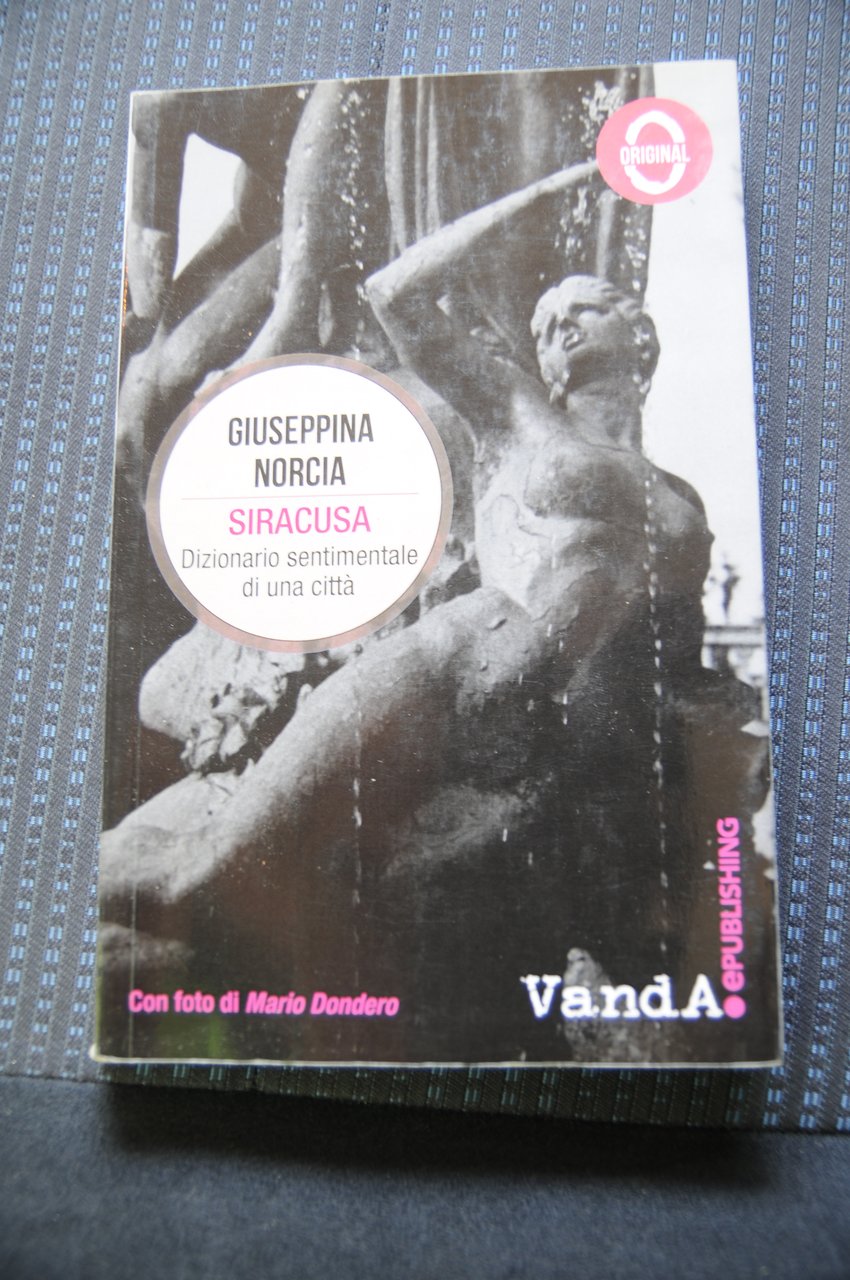 ORIGINAL
GIUSEPPINA
NORCIA
SIRACUSA
Dizionario sentimentale
di una città
Con foto di Mario Dondero
VandA.
ePUBLISHING